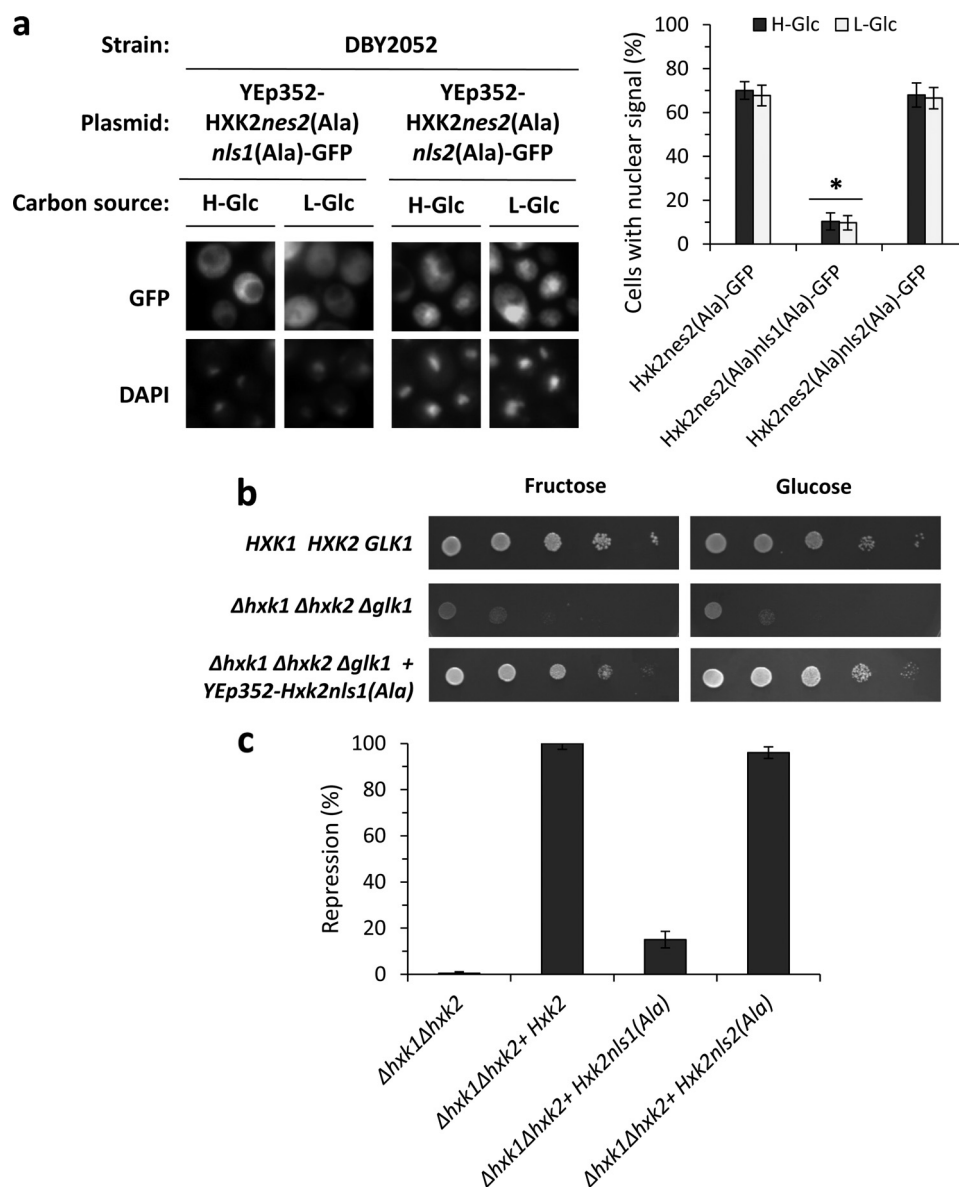 a
Strain:
DBY2052
Plasmid:
YEp352-
HXK2nes2(Ala)
nls1(Ala)-GFP
YEp352-
HXK2nes2(Ala)
nls2(Ala)-GFP
Carbon source:
H-Glc
L-Glc
H-Glc
L-Glc
GFP
DAPI
H-Glc
L-Glc
Cells with nuclear signal (%)
100
80
60
40
20
0
*
Hxk2nes2(Ala)-GFP
Hxk2nes2(Ala)nls1(Ala)-GFP
Hxk2nes2(Ala)nls2(Ala)-GFP
b
Fructose
Glucose
HXK1 HXK2 GLK1
Δhxk1 Δhxk2 Δglk1
Δhxk1 Δhxk2 Δglk1 +
YEp352-Hxk2nls1(Ala)
c
Repression (%)
100
80
60
40
20
0
Δhxk1Δhxk2
Δhxk1Δhxk2+ Hxk2
Δhxk1Δhxk2+ Hxk2nls1(Ala)
Δhxk1Δhxk2+ Hxk2nls2(Ala)